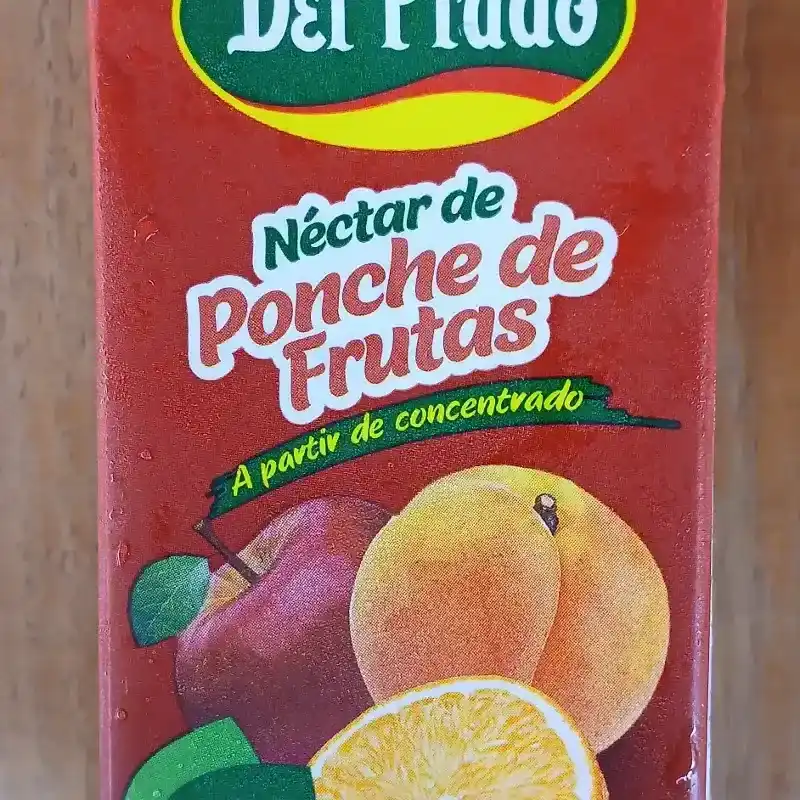 Del Prado
Néctar de
Ponche de
Frutas
A partir de concentrado